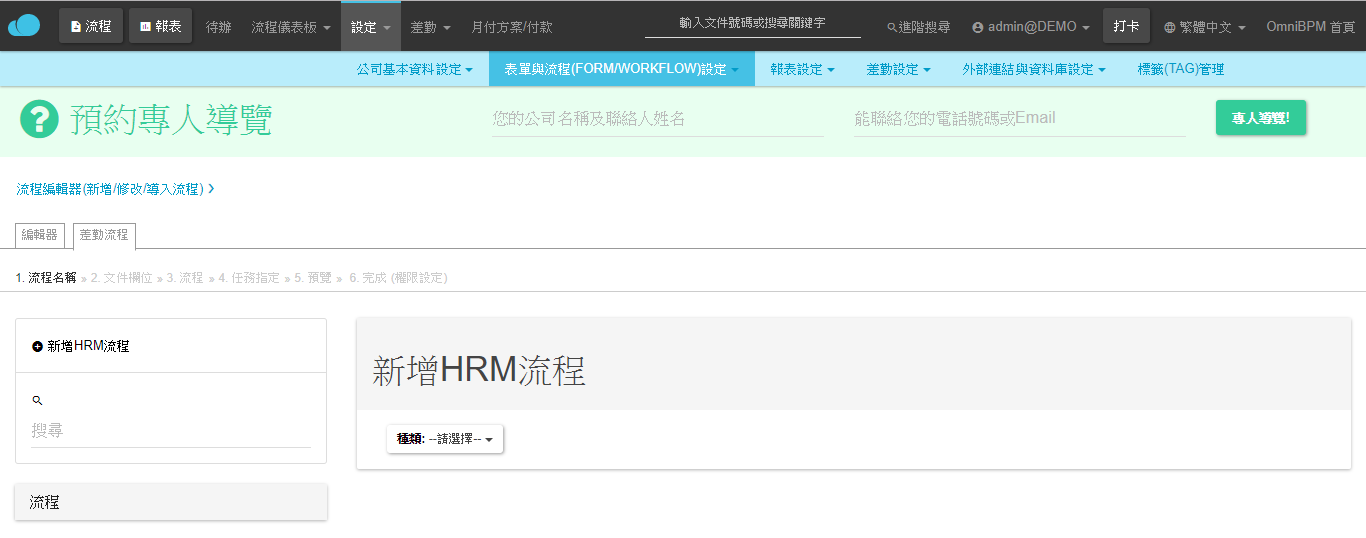 流程 報表 待辦 流程儀表板 設定 差勤 月付方案/付款 輸入文件號碼或搜尋關鍵字 進階搜尋 admin@DEMO 打卡 繁體中文 OmniBPM 首頁
公司基本資料設定 表單與流程(FORM/WORKFLOW)設定 報表設定 差勤設定 外部連結與資料庫設定 標籤(TAG)管理
預約專人導覽 您的公司名稱及聯絡人姓名 能聯絡您的電話號碼或Email 專人導覽!
流程編輯器(新增/修改/導入流程)
編輯器 差勤流程
1. 流程名稱 » 2. 文件欄位 » 3. 流程 » 4. 任務指定 » 5. 預覽 » 6. 完成 (權限設定)
新增HRM流程
搜尋
流程
新增HRM流程
種類: --請選擇--